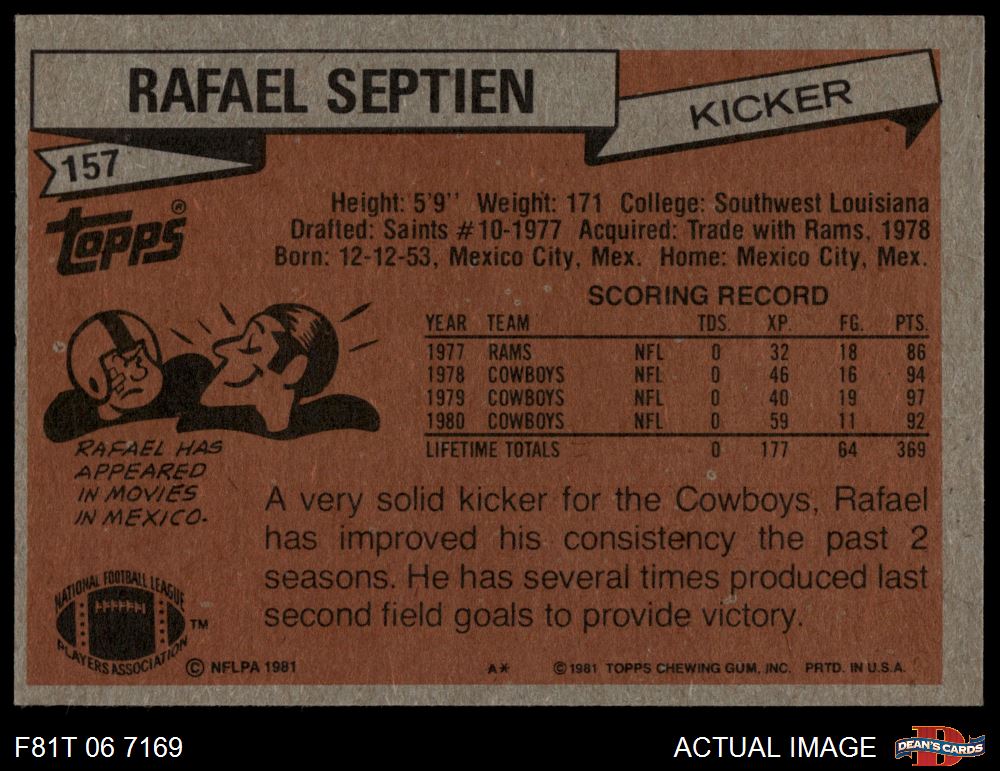 RAFAEL SEPTIEN
KICKER
157
TOPPS®
Height: 5'9'' Weight: 171 College: Southwest Louisiana
Drafted: Saints #10-1977 Acquired: Trade with Rams, 1978
Born: 12-12-53, Mexico City, Mex. Home: Mexico City, Mex.
SCORING RECORD
YEAR TEAM TDS. XP. FG. PTS.
1977 RAMS NFL 0 32 18 86
1978 COWBOYS NFL 0 46 16 94
1979 COWBOYS NFL 0 40 19 97
1980 COWBOYS NFL 0 59 11 92
LIFETIME TOTALS 0 177 64 369
RAFAEL HAS
APPEARED
IN MOVIES
IN MEXICO.
A very solid kicker for the Cowboys, Rafael
has improved his consistency the past 2
seasons. He has several times produced last
second field goals to provide victory.
NATIONAL FOOTBALL LEAGUE
PLAYERS ASSOCIATION
TM
© NFLPA 1981
A*
© 1981 TOPPS CHEWING GUM, INC. PRTD. IN U.S.A.
F81T 06 7169
ACTUAL IMAGE
D
DEAN'S CARDS